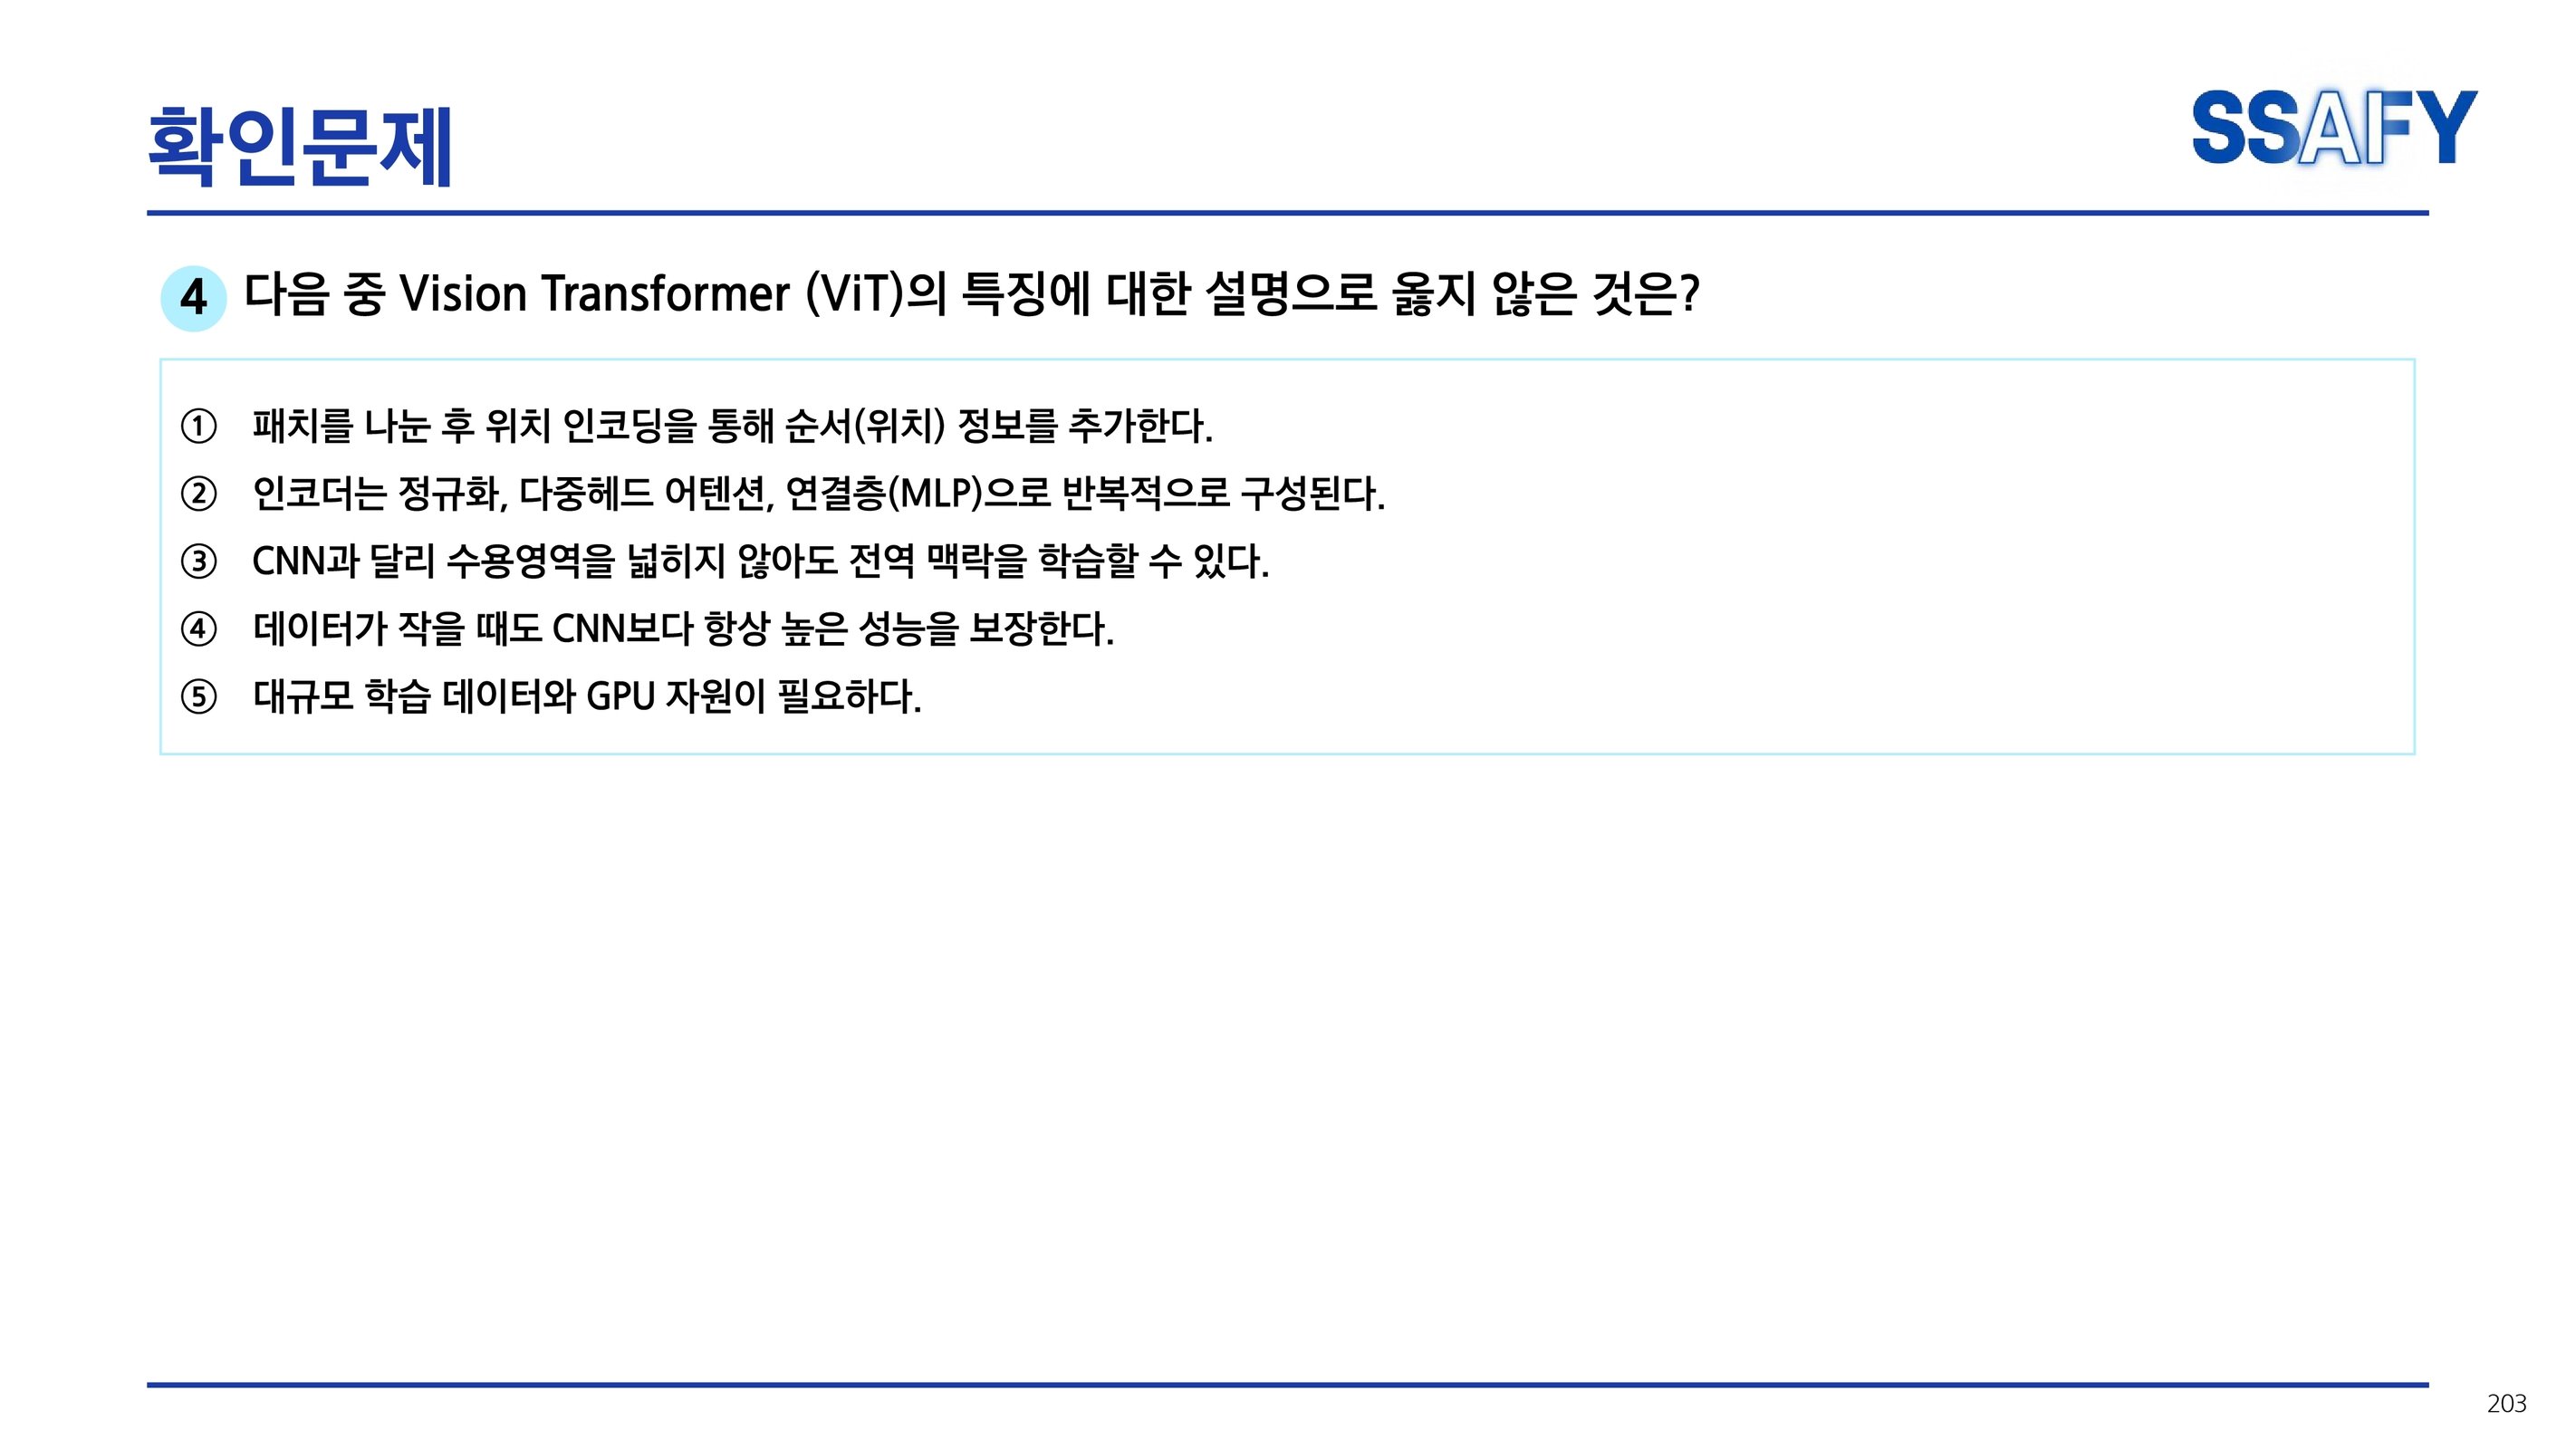 확인문제
SSAFY
4 다음 중 Vision Transformer (ViT)의 특징에 대한 설명으로 옳지 않은 것은?
① 패치를 나눈 후 위치 인코딩을 통해 순서(위치) 정보를 추가한다.
② 인코더는 정규화, 다중헤드 어텐션, 연결층(MLP)으로 반복적으로 구성된다.
③ CNN과 달리 수용영역을 넓히지 않아도 전역 맥락을 학습할 수 있다.
④ 데이터가 작을 때도 CNN보다 항상 높은 성능을 보장한다.
⑤ 대규모 학습 데이터와 GPU 자원이 필요하다.
203